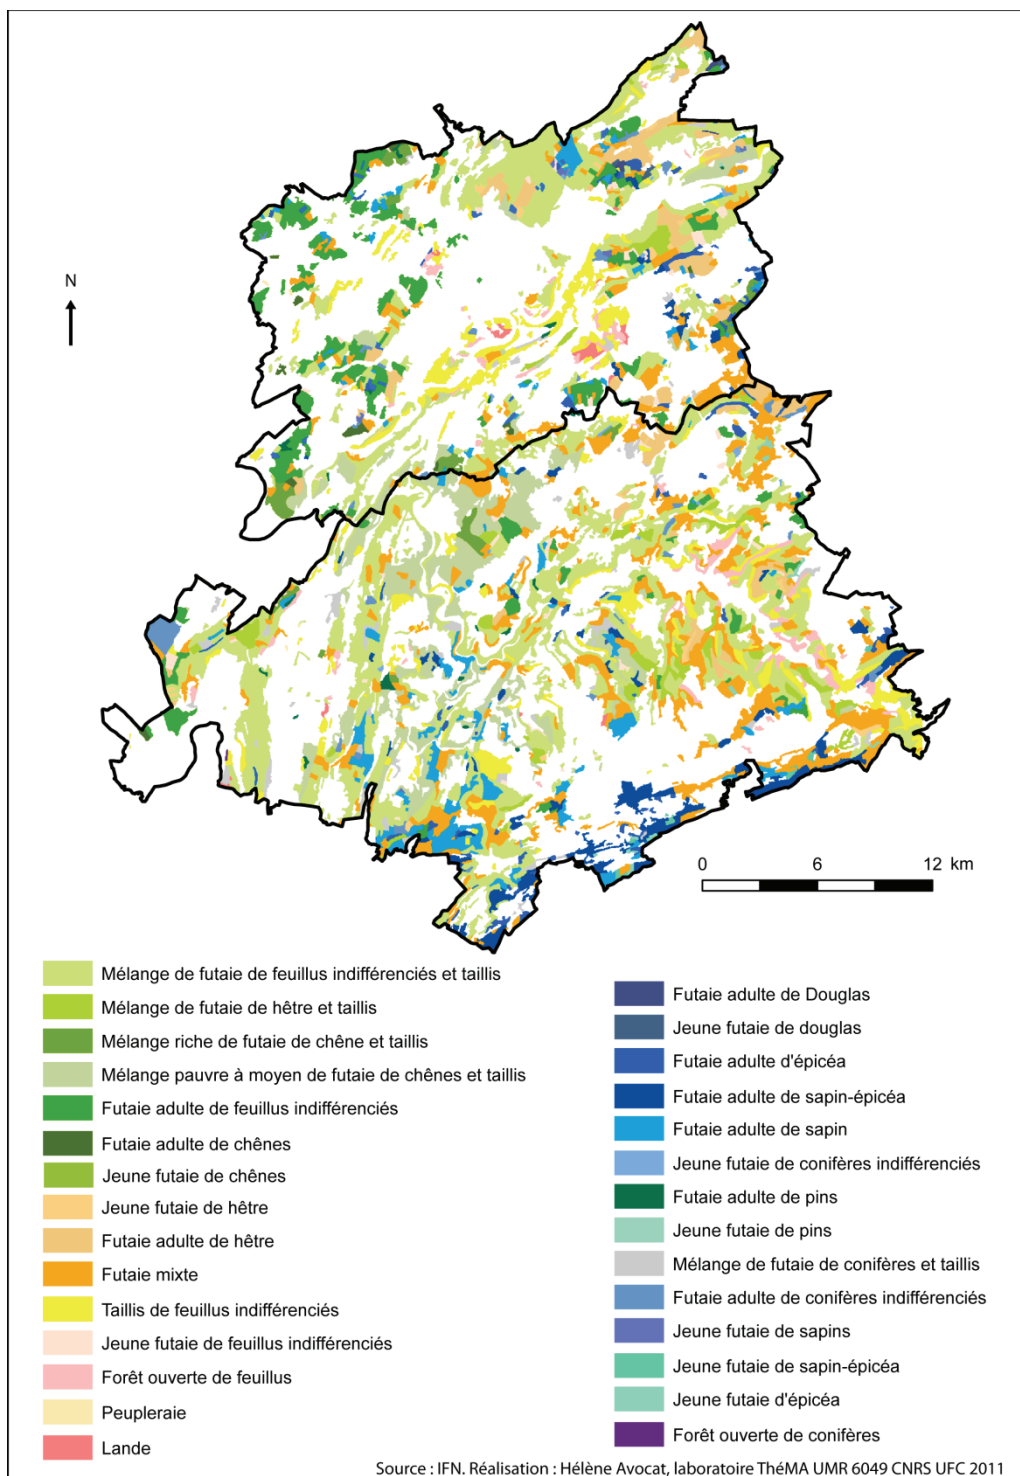 N
0 6 12 km
Mélange de futaie de feuillus indifférenciés et taillis
Mélange de futaie de hêtre et taillis
Mélange riche de futaie de chêne et taillis
Mélange pauvre à moyen de futaie de chênes et taillis
Futaie adulte de feuillus indifférenciés
Futaie adulte de chênes
Jeune futaie de chênes
Jeune futaie de hêtre
Futaie adulte de hêtre
Futaie mixte
Taillis de feuillus indifférenciés
Jeune futaie de feuillus indifférenciés
Forêt ouverte de feuillus
Peupleraie
Lande
Futaie adulte de Douglas
Jeune futaie de douglas
Futaie adulte d'épicéa
Futaie adulte de sapin-épicéa
Futaie adulte de sapin
Jeune futaie de conifères indifférenciés
Futaie adulte de pins
Jeune futaie de pins
Mélange de futaie de conifères et taillis
Futaie adulte de conifères indifférenciés
Jeune futaie de sapins
Jeune futaie de sapin-épicéa
Jeune futaie d'épicéa
Forêt ouverte de conifères
Source : IFN. Réalisation : Hélène Avocat, laboratoire ThéMA UMR 6049 CNRS UFC 2011